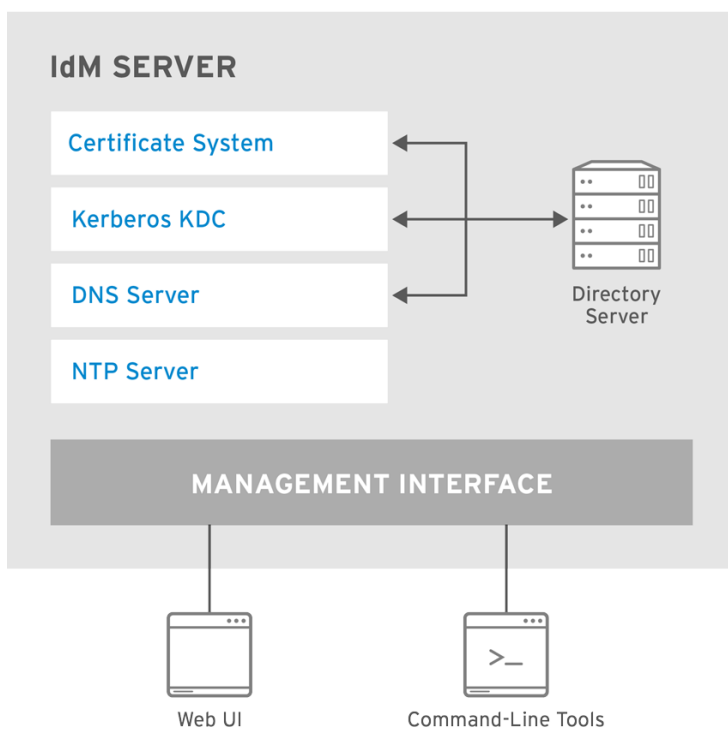 IdM SERVER
Certificate System
Kerberos KDC
DNS Server
NTP Server
Directory
Server
MANAGEMENT INTERFACE
>_
Web UI
Command-Line Tools